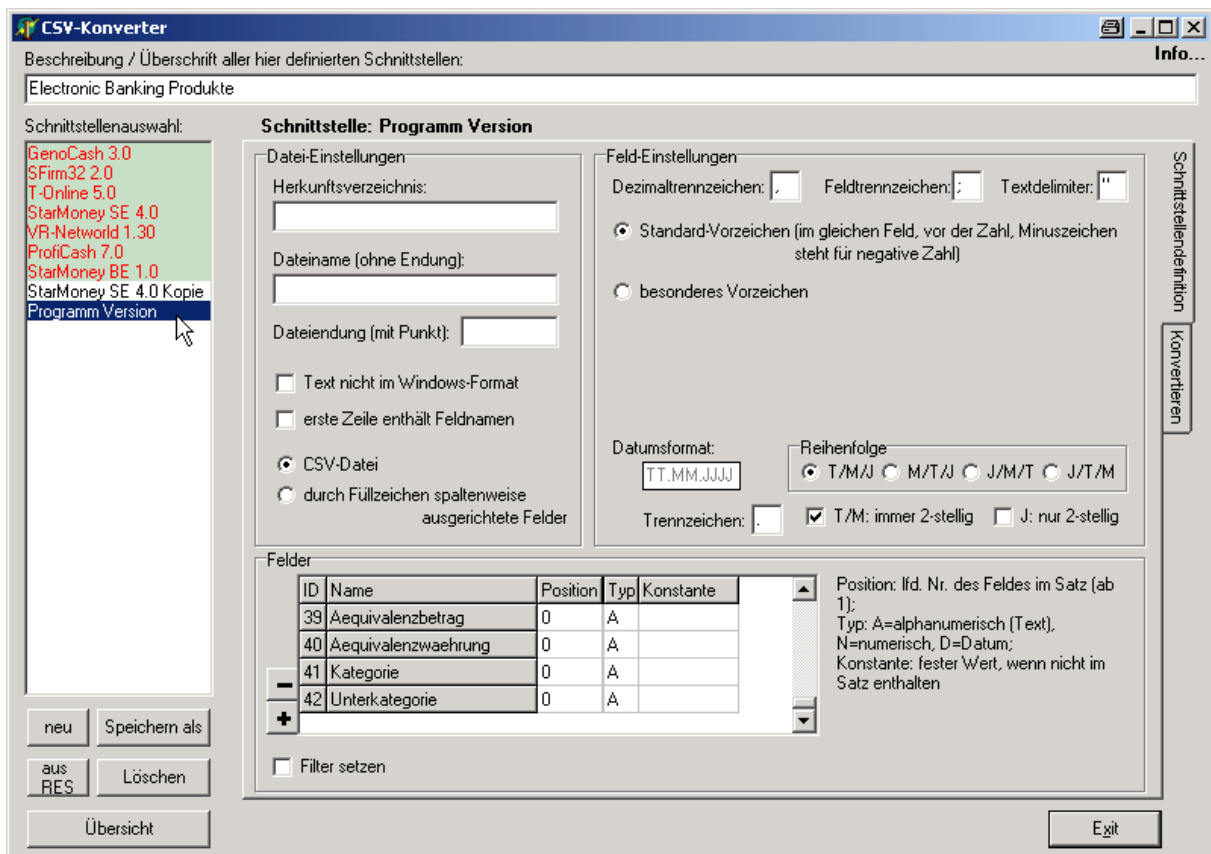 CSV-Konverter
Beschreibung / Überschrift aller hier definierten Schnittstellen:
Info...
Electronic Banking Produkte
Schnittstellenauswahl:
GenoCash 3.0
SFirm32 2.0
T-Online 5.0
StarMoney SE 4.0
VR-Networld 1.30
ProfiCash 7.0
StarMoney BE 1.0
StarMoney SE 4.0 Kopie
Programm Version
neu
Speichern als
aus
RES
Löschen
Übersicht
Schnittstelle: Programm Version
Datei-Einstellungen
Herkunftsverzeichnis:
Dateiname (ohne Endung):
Dateiendung (mit Punkt):
Text nicht im Windows-Format
erste Zeile enthält Feldnamen
CSV-Datei
durch Füllzeichen spaltenweise
ausgerichtete Felder
Feld-Einstellungen
Dezimaltrennzeichen: , Feldtrennzeichen: ; Textdelimiter: "
Standard-Vorzeichen (im gleichen Feld, vor der Zahl, Minuszeichen
steht für negative Zahl)
besonderes Vorzeichen
Datumsformat:
TT.MM.JJJJ
Reihenfolge
T/M/J M/T/J J/M/T J/T/M
Trennzeichen: . T/M: immer 2-stellig J: nur 2-stellig
Felder
ID Name Position Typ Konstante
39 Aequivalenzbetrag 0 A
40 Aequivalenzwaehrung 0 A
41 Kategorie 0 A
42 Unterkategorie 0 A
Position: lfd. Nr. des Feldes im Satz (ab
1);
Typ: A=alphanumerisch (Text),
N=numerisch, D=Datum;
Konstante: fester Wert, wenn nicht im
Satz enthalten
Filter setzen
Schnittstellendefinition
Konvertieren
Exit